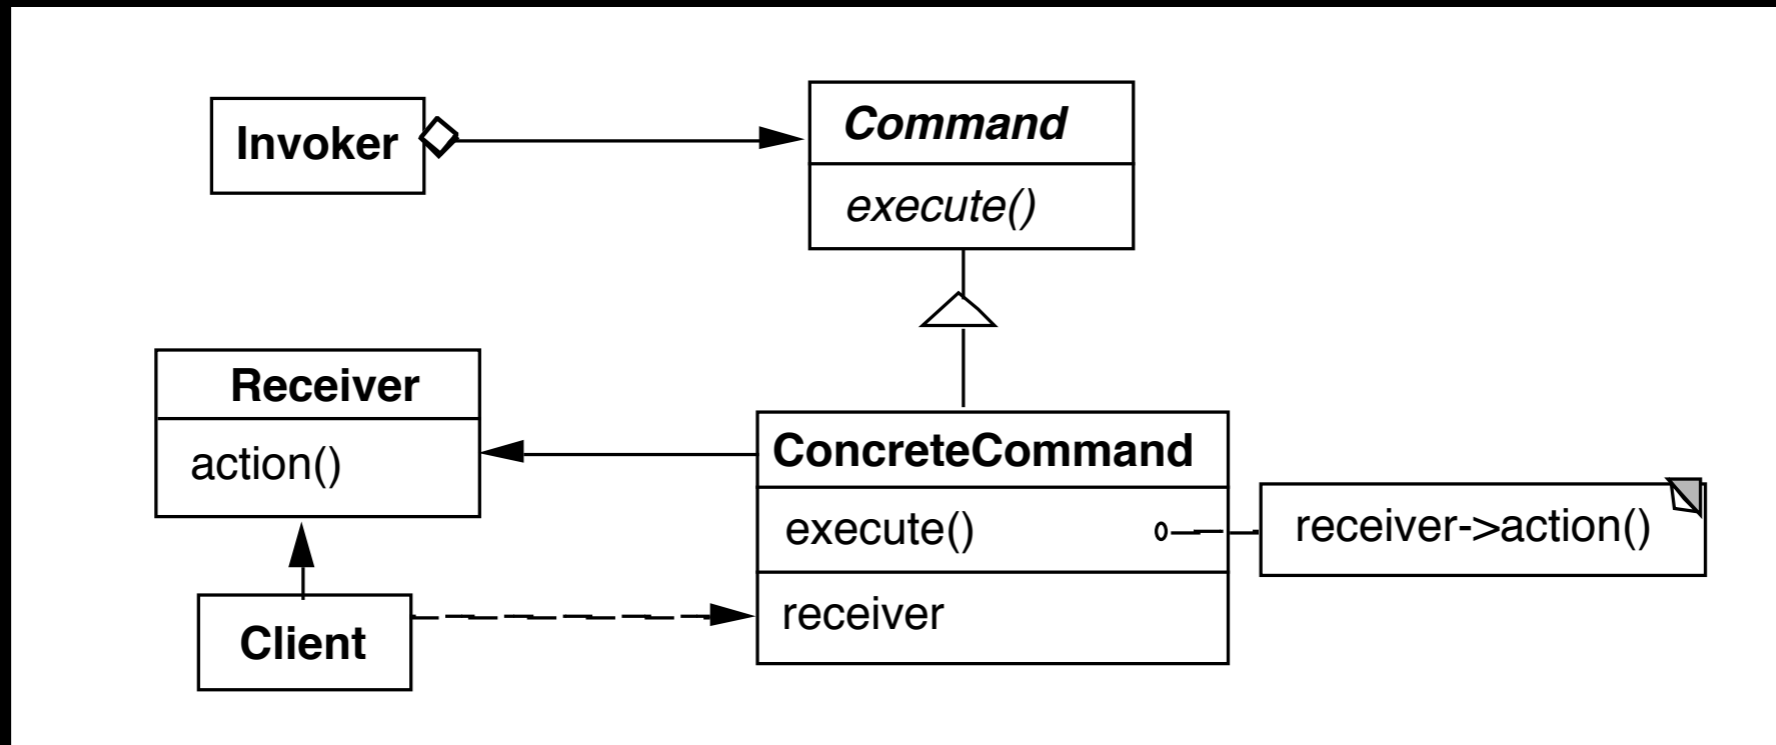 Invoker
Command
execute()
Receiver
action()
ConcreteCommand
execute()
receiver->action()
receiver
Client